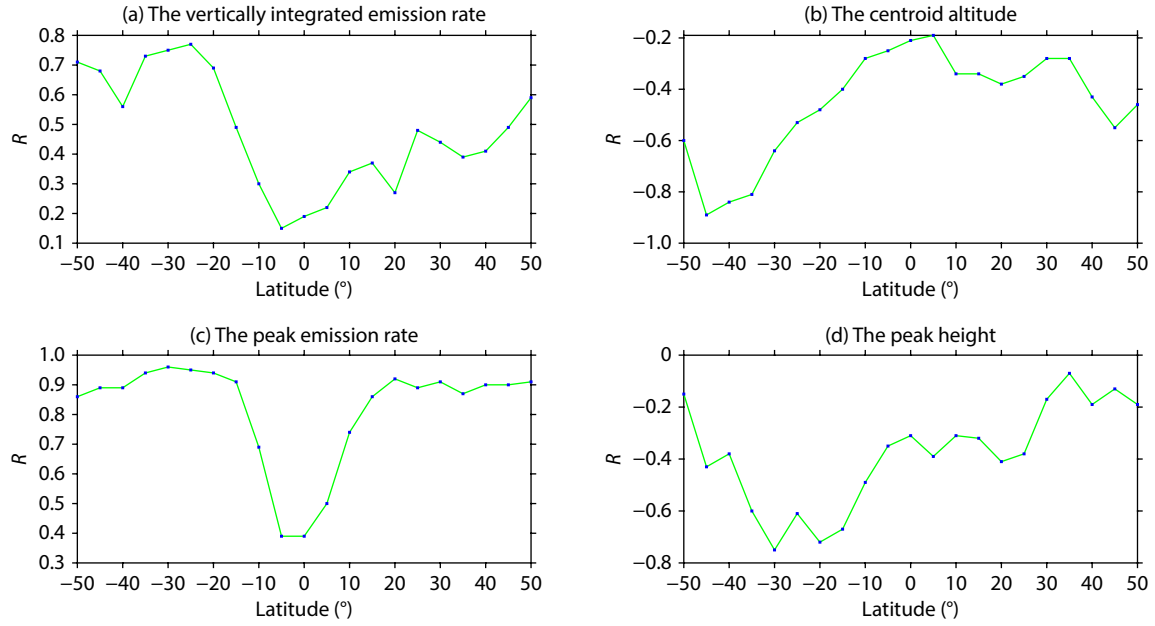 (a) The vertically integrated emission rate
0.8
0.7
0.6
0.5
0.4
0.3
0.2
0.1
R
−50 −40 −30 −20 −10 0 10 20 30 40 50
Latitude (°)
(b) The centroid altitude
−0.2
−0.4
−0.6
−0.8
−1.0
R
−50 −40 −30 −20 −10 0 10 20 30 40 50
Latitude (°)
(c) The peak emission rate
1.0
0.9
0.8
0.7
0.6
0.5
0.4
0.3
R
−50 −40 −30 −20 −10 0 10 20 30 40 50
Latitude (°)
(d) The peak height
0
−0.2
−0.4
−0.6
−0.8
R
−50 −40 −30 −20 −10 0 10 20 30 40 50
Latitude (°)